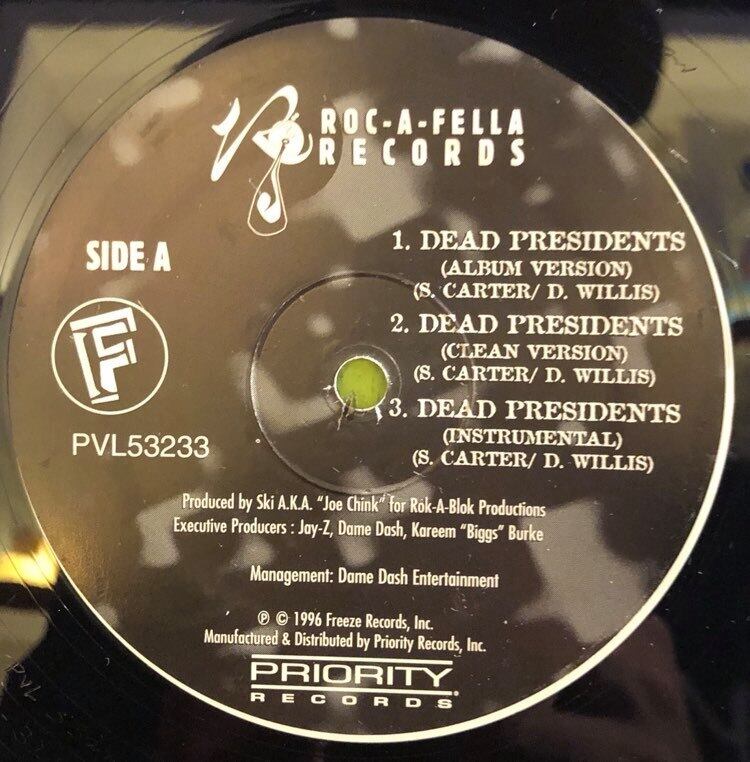 ROC-A-FELLA
RECORDS
SIDE A
1. DEAD PRESIDENTS
(ALBUM VERSION)
(S. CARTER/ D. WILLIS)
2. DEAD PRESIDENTS
(CLEAN VERSION)
(S. CARTER/ D. WILLIS)
3. DEAD PRESIDENTS
(INSTRUMENTAL)
(S. CARTER/ D. WILLIS)
F
PVL53233
Produced by Ski A.K.A. "Joe Chink" for Rok-A-Blok Productions
Executive Producers : Jay-Z, Dame Dash, Kareem "Biggs" Burke
Management: Dame Dash Entertainment
℗ © 1996 Freeze Records, Inc.
Manufactured & Distributed by Priority Records, Inc.
PRIORITY
RECORDS®
PVL